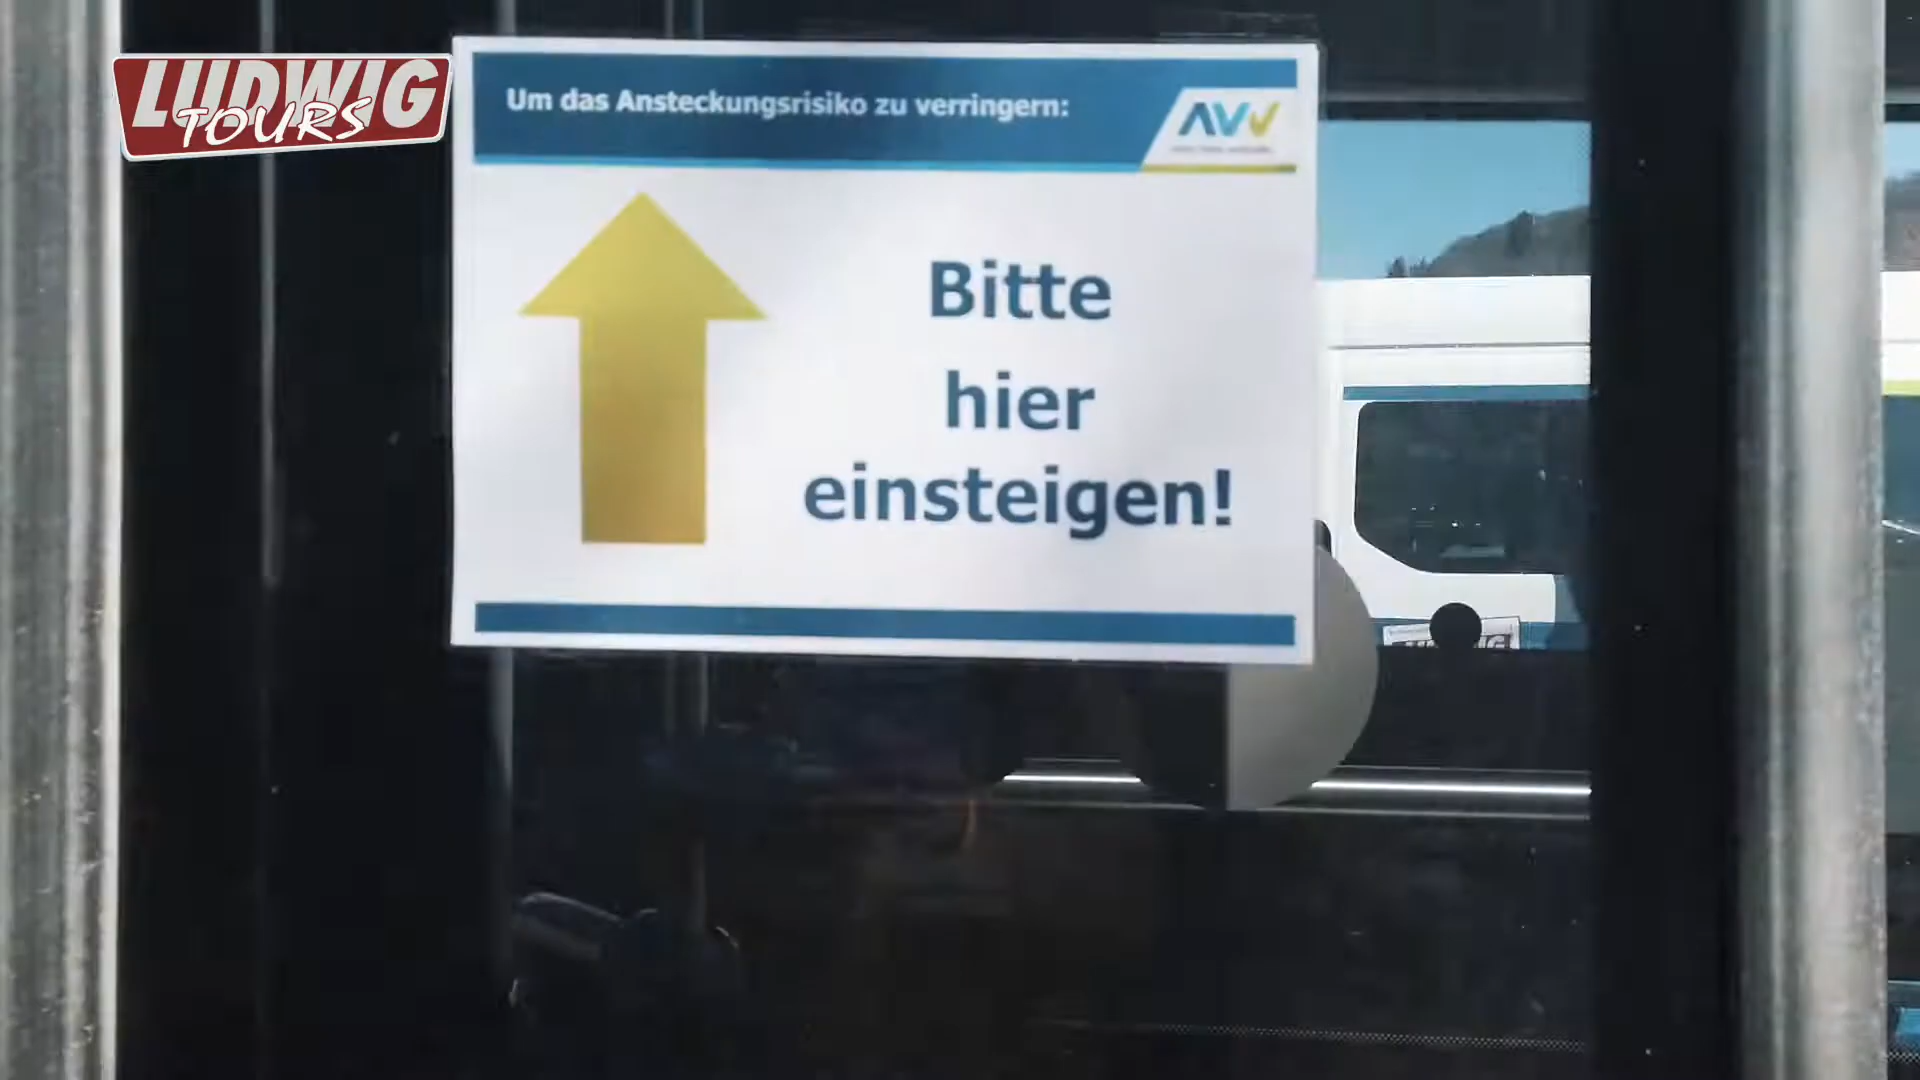 LUDWIG
TOURS
Um das Ansteckungsrisiko zu verringern:
AVV
Bitte
hier
einsteigen!